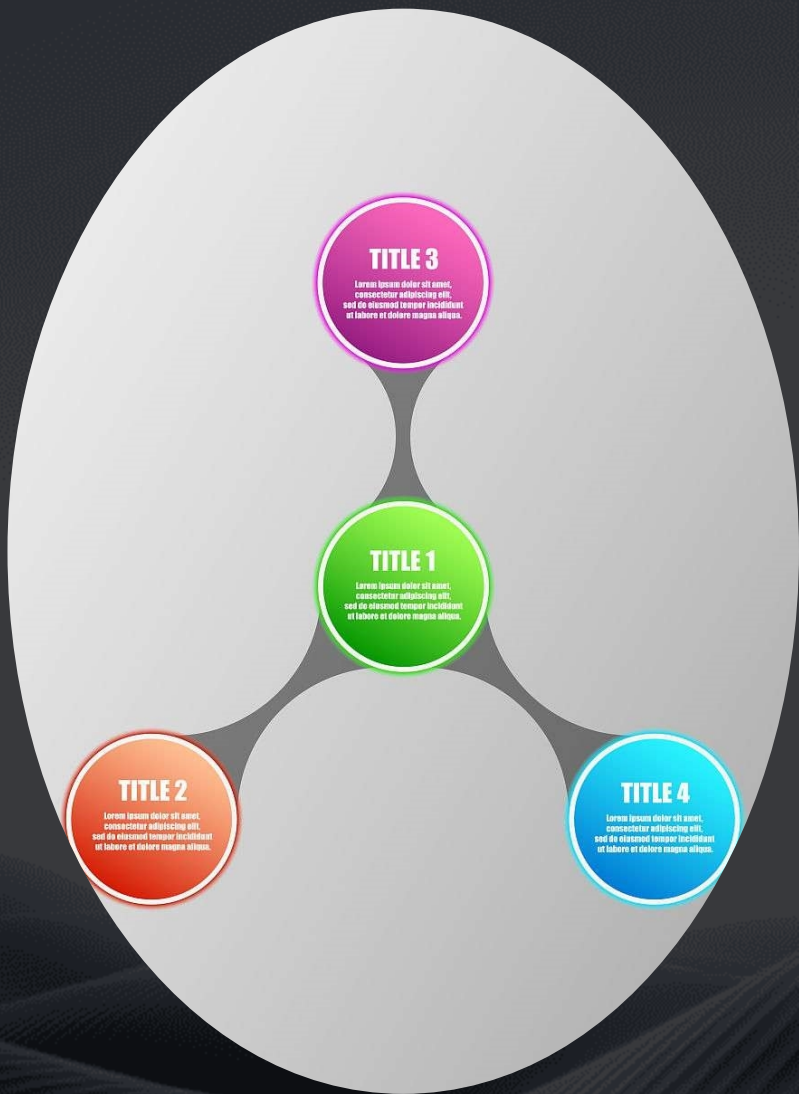 TITLE 3
Lorem ipsum dolor sit amet,
consectetur adipiscing elit,
sed do eiusmod tempor incididunt
ut labore et dolore magna aliqua.
TITLE 1
Lorem ipsum dolor sit amet,
consectetur adipiscing elit,
sed do eiusmod tempor incididunt
ut labore et dolore magna aliqua.
TITLE 2
Lorem ipsum dolor sit amet,
consectetur adipiscing elit,
sed do eiusmod tempor incididunt
ut labore et dolore magna aliqua.
TITLE 4
Lorem ipsum dolor sit amet,
consectetur adipiscing elit,
sed do eiusmod tempor incididunt
ut labore et dolore magna aliqua.